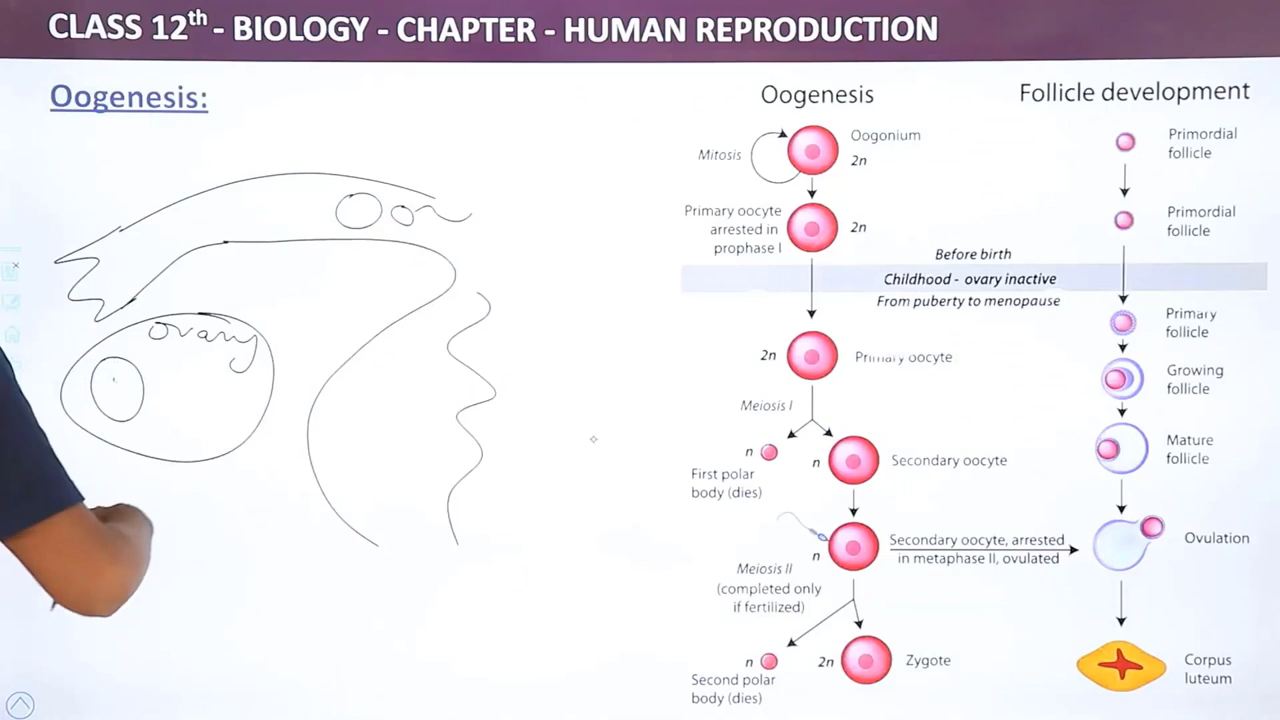 CLASS 12th - BIOLOGY - CHAPTER - HUMAN REPRODUCTION
Oogenesis:
ovary
Oogenesis
Mitosis
Oogonium
2n
Primary oocyte
arrested in
prophase I
2n
Before birth
Childhood - ovary inactive
From puberty to menopause
2n
Primary oocyte
Meiosis I
n
First polar
body (dies)
n
Secondary oocyte
n
Secondary oocyte, arrested
in metaphase II, ovulated
Meiosis II
(completed only
if fertilized)
n
Second polar
body (dies)
2n
Zygote
Follicle development
Primordial
follicle
Primordial
follicle
Primary
follicle
Growing
follicle
Mature
follicle
Ovulation
Corpus
luteum